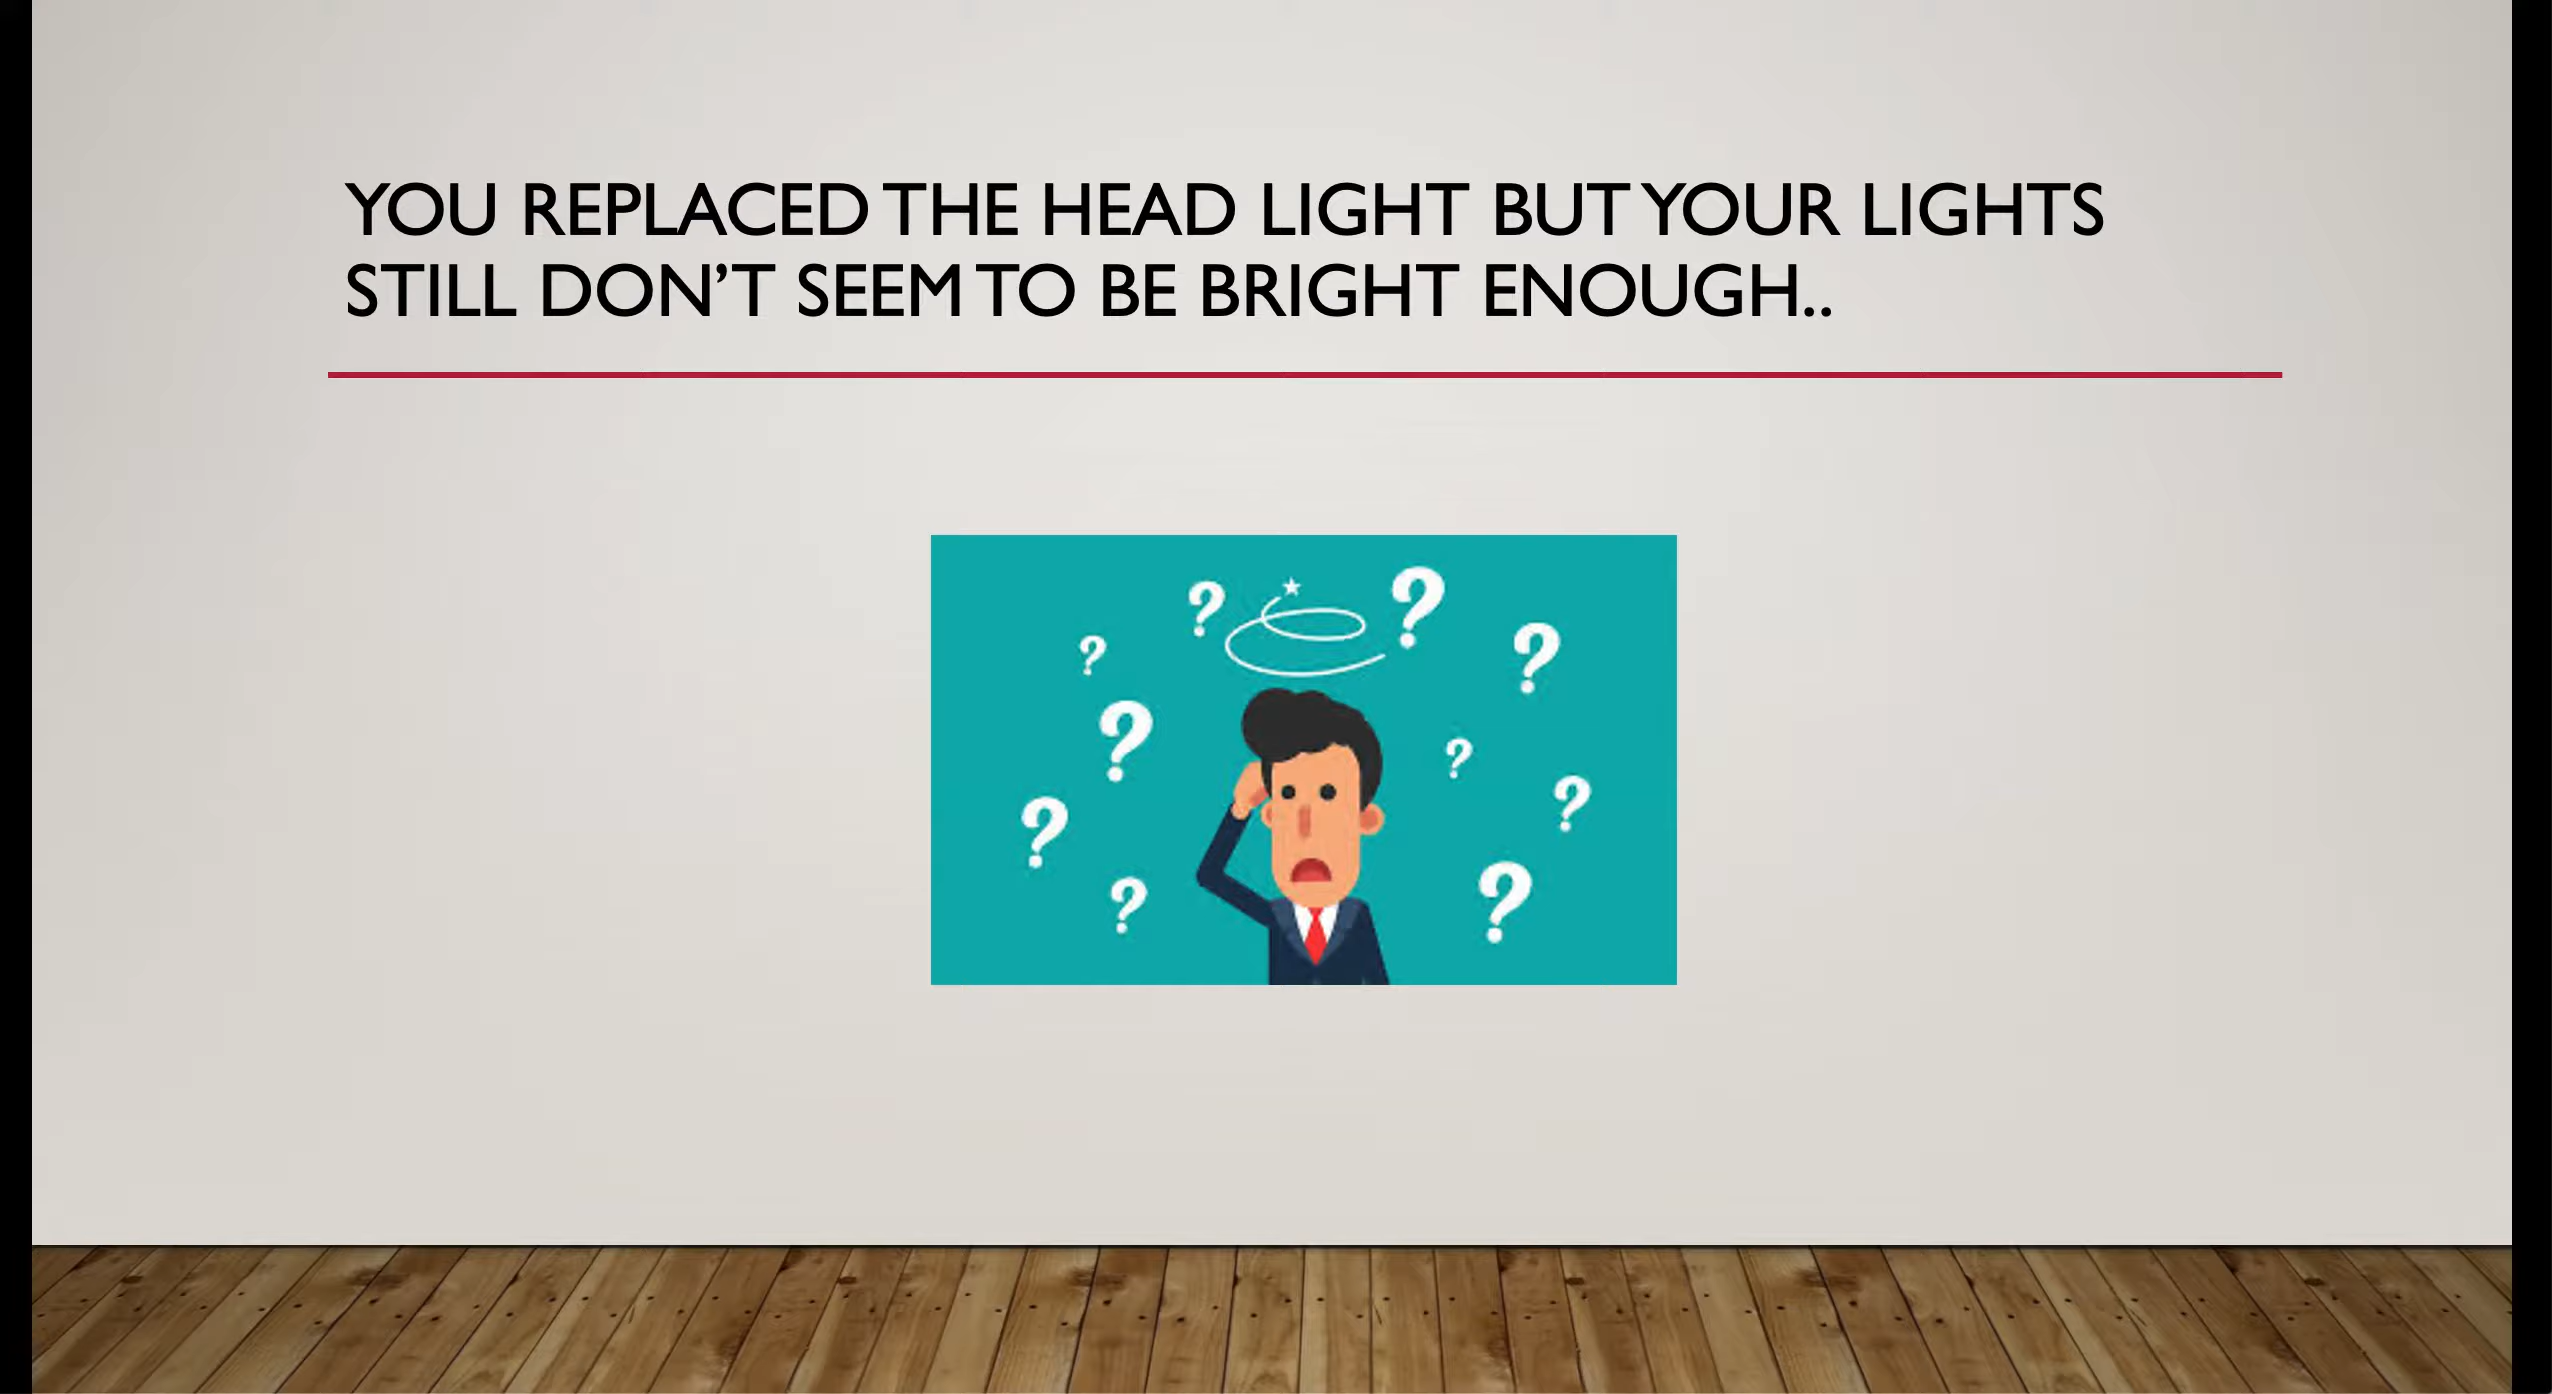 YOU REPLACED THE HEAD LIGHT BUT YOUR LIGHTS
STILL DON’T SEEM TO BE BRIGHT ENOUGH..